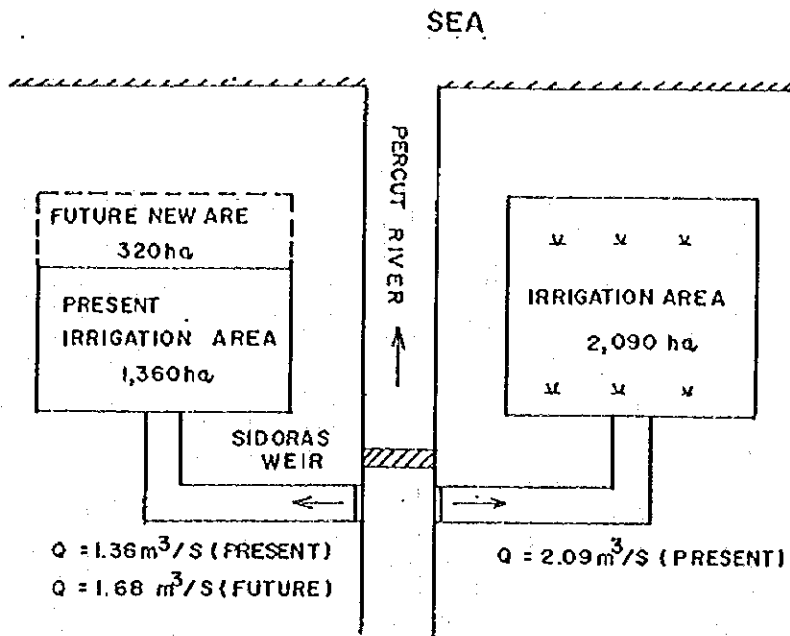 SEA
PERCUT RIVER
FUTURE NEW ARE
320ha
PRESENT
IRRIGATION AREA
1,360ha
IRRIGATION AREA
2,090 ha
SIDORAS
WEIR
Q = 1.36m³/S (PRESENT)
Q = 1.68 m³/S (FUTURE)
Q = 2.09m³/S (PRESENT)